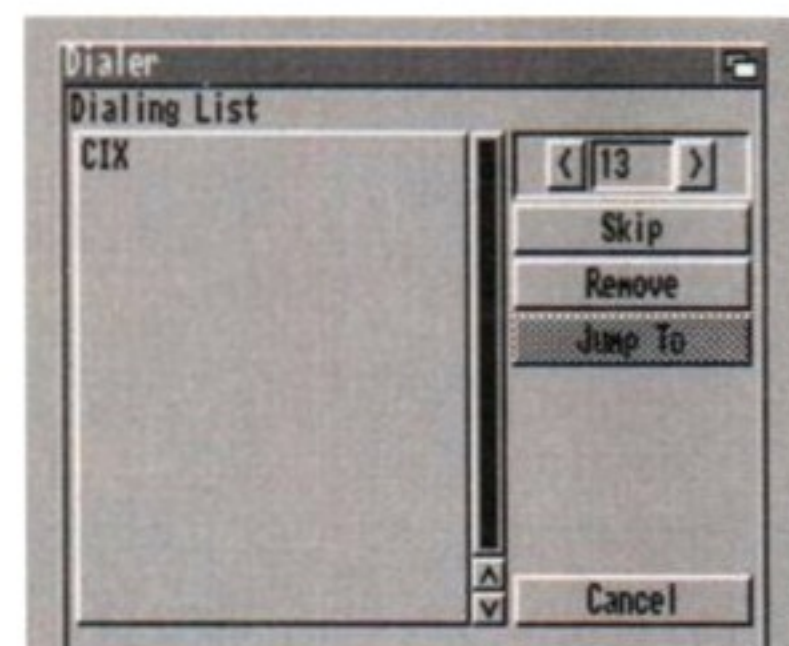 Dialer
Dialing List
CIX
< 13 >
Skip
Remove
Jump To
Cancel